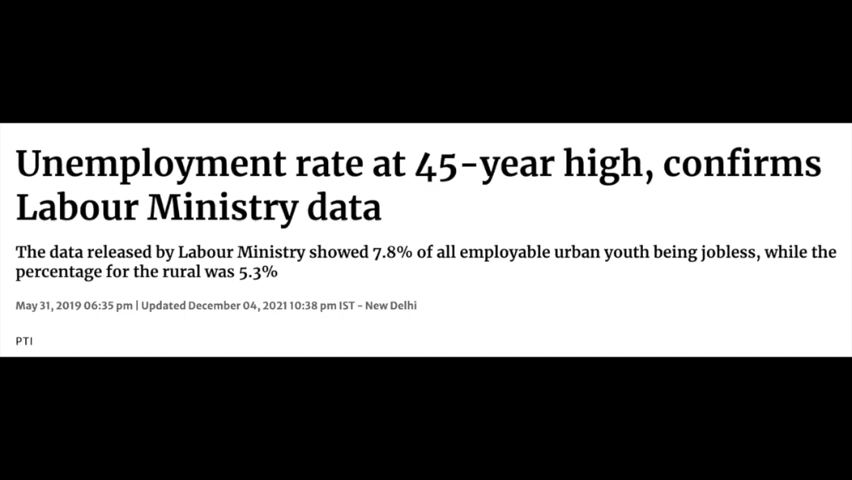 Unemployment rate at 45-year high, confirms
Labour Ministry data
The data released by Labour Ministry showed 7.8% of all employable urban youth being jobless, while the
percentage for the rural was 5.3%
May 31, 2019 06:35 pm | Updated December 04, 2021 10:38 pm IST - New Delhi
PTI